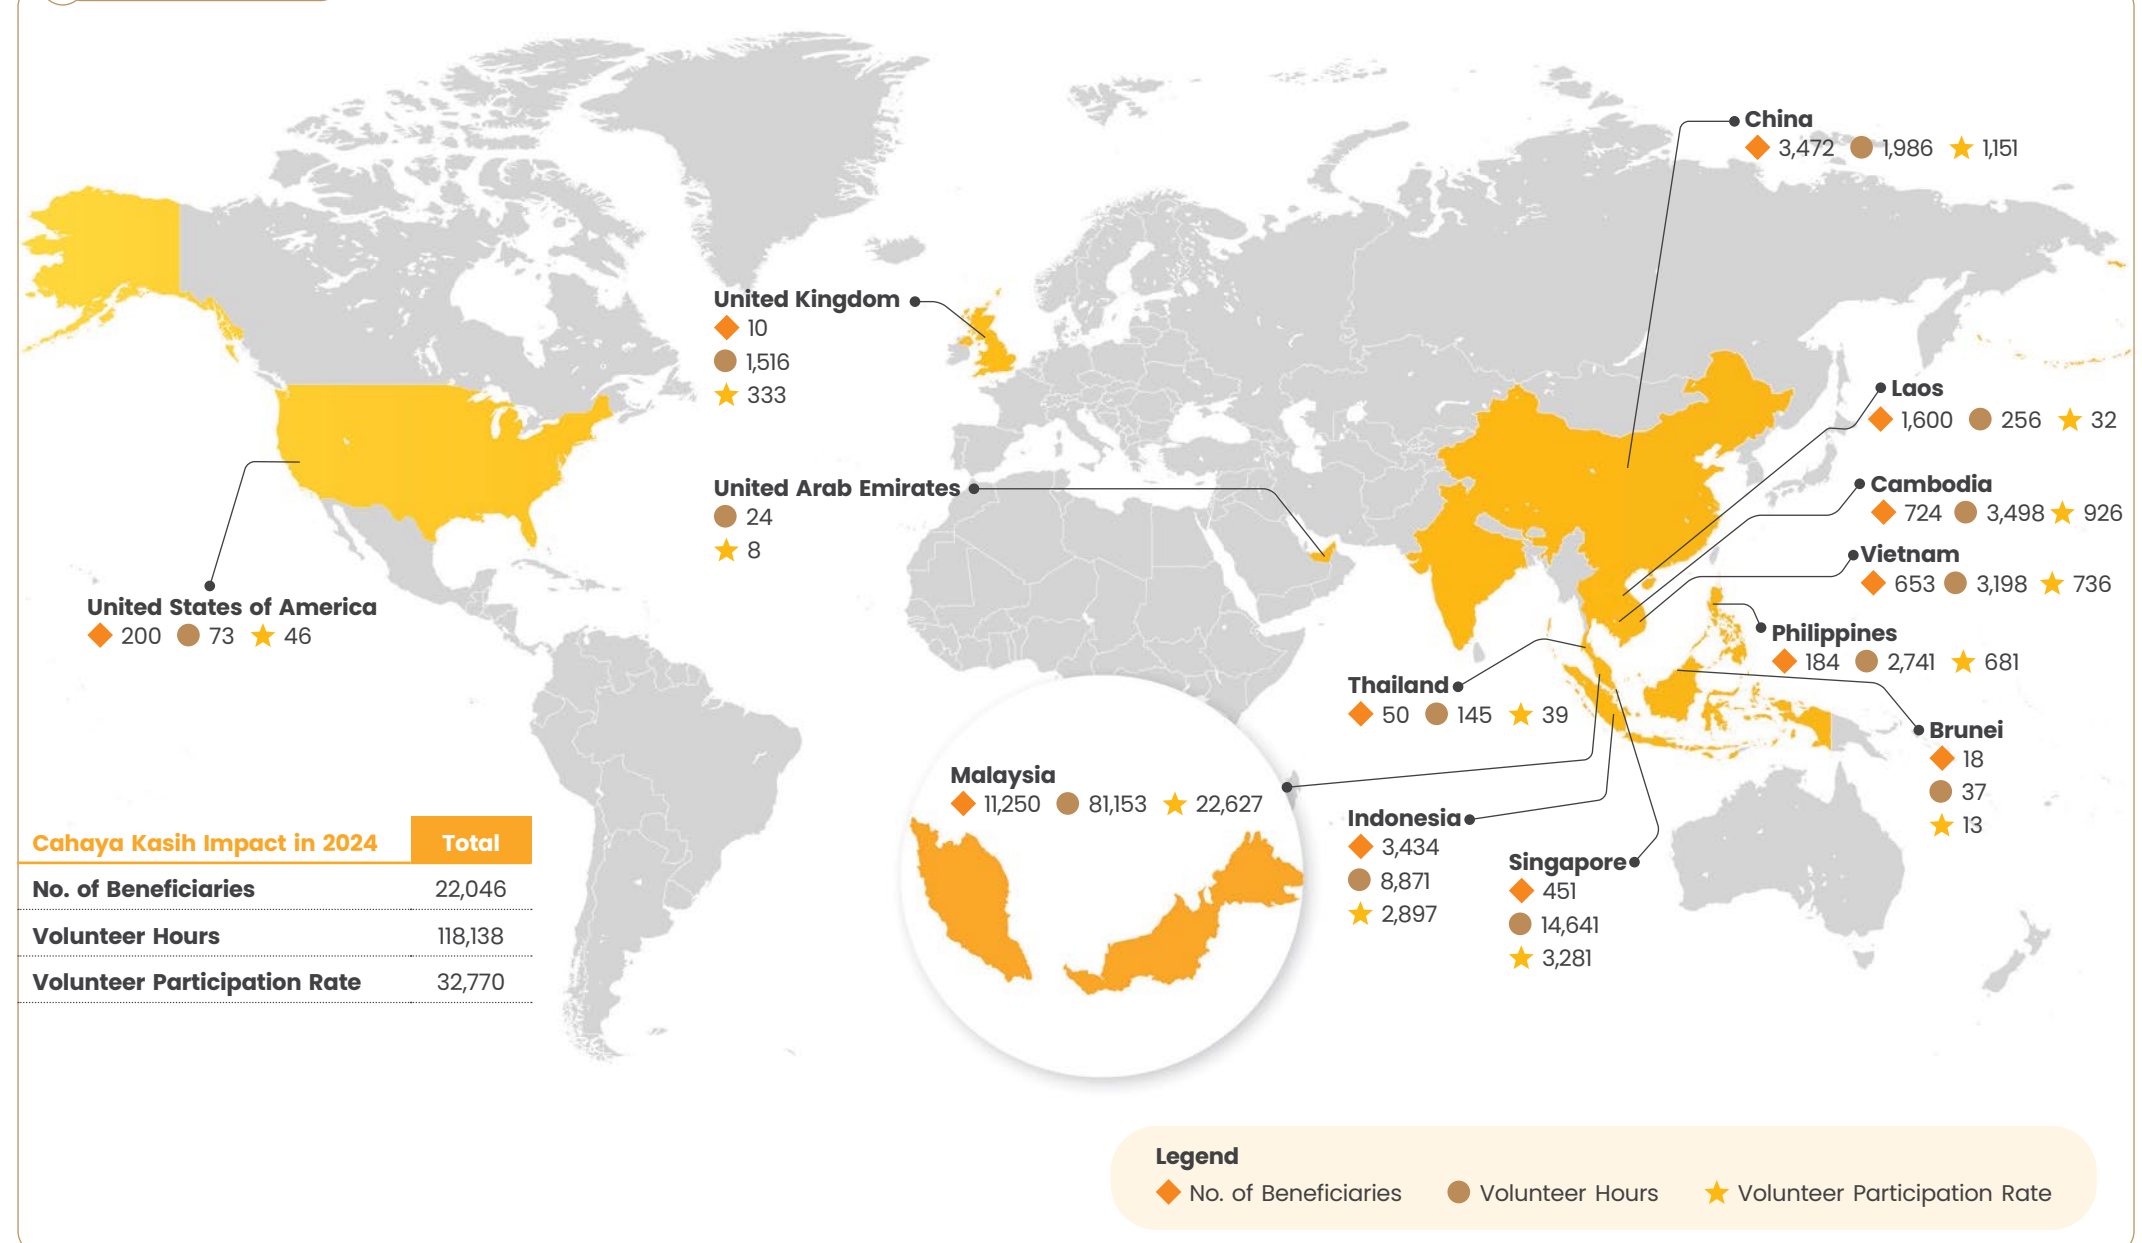 China
3,472 1,986 1,151
United Kingdom
10
1,516
333
Laos
1,600 256 32
United Arab Emirates
24
8
Cambodia
724 3,498 926
Vietnam
653 3,198 736
United States of America
200 73 46
Philippines
184 2,741 681
Thailand
50 145 39
Brunei
18
37
13
Malaysia
11,250 81,153 22,627
Indonesia
3,434
8,871
2,897
Singapore
451
14,641
3,281
Cahaya Kasih Impact in 2024 Total
No. of Beneficiaries 22,046
Volunteer Hours 118,138
Volunteer Participation Rate 32,770
Legend
No. of Beneficiaries Volunteer Hours Volunteer Participation Rate